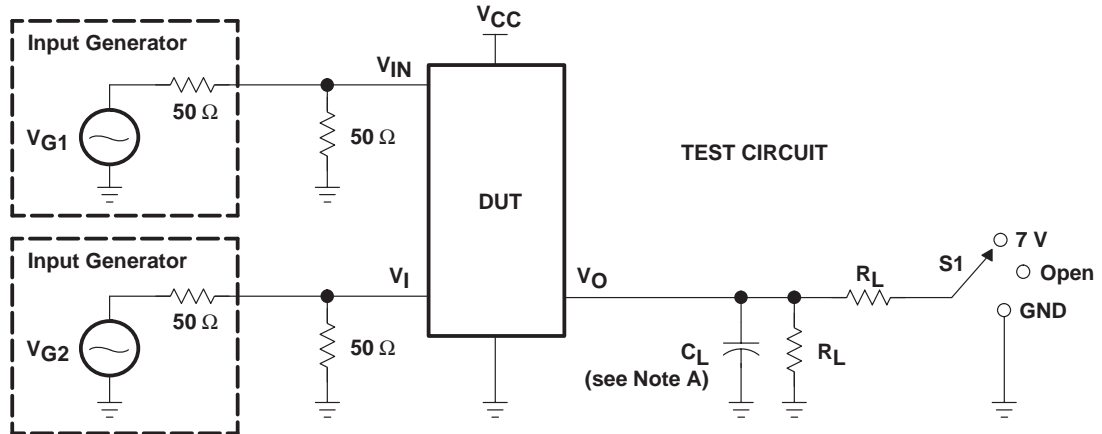 VCC
Input Generator
VIN
50 Ω
50 Ω
VG1
TEST CIRCUIT
DUT
Input Generator
VI
VO
50 Ω
50 Ω
VG2
RL
S1
7 V
Open
GND
CL
(see Note A)
RL